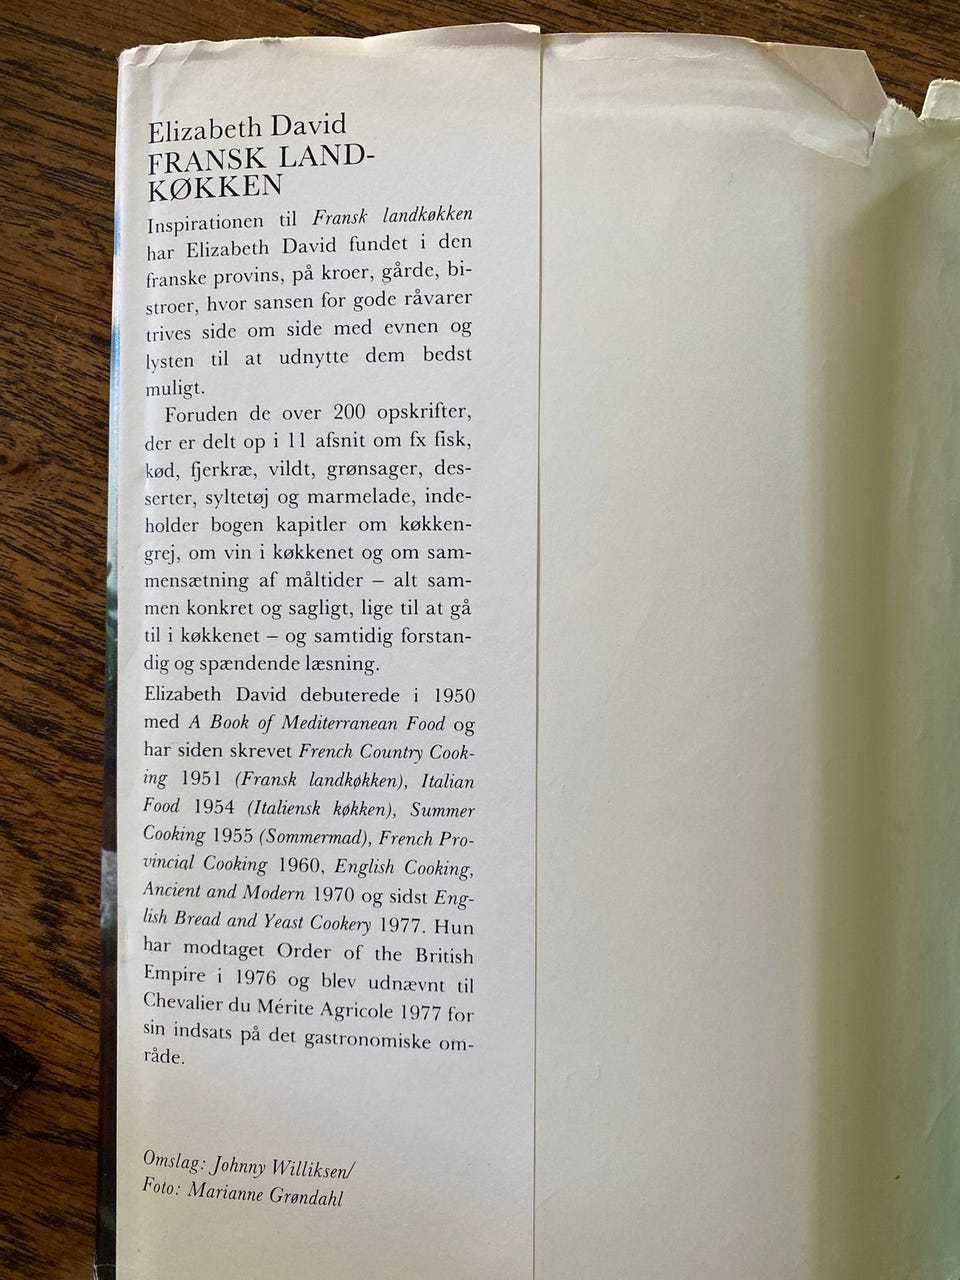 Elizabeth David
FRANSK LAND-
KØKKEN
Inspirationen til Fransk landkøkken
har Elizabeth David fundet i den
franske provins, på kroer, gårde, bi-
stroer, hvor sansen for gode råvarer
trives side om side med evnen og
lysten til at udnytte dem bedst
muligt.
Foruden de over 200 opskrifter,
der er delt op i 11 afsnit om fx fisk,
kød, fjerkræ, vildt, grønsager, des-
serter, syltetøj og marmelade, inde-
holder bogen kapitler om køkken-
grej, om vin i køkkenet og om sam-
mensætning af måltider – alt sam-
men konkret og sagligt, lige til at gå
til i køkkenet – og samtidig forstan-
dig og spændende læsning.
Elizabeth David debuterede i 1950
med A Book of Mediterranean Food og
har siden skrevet French Country Cook-
ing 1951 (Fransk landkøkken), Italian
Food 1954 (Italiensk køkken), Summer
Cooking 1955 (Sommermad), French Pro-
vincial Cooking 1960, English Cooking,
Ancient and Modern 1970 og sidst Eng-
lish Bread and Yeast Cookery 1977. Hun
har modtaget Order of the British
Empire i 1976 og blev udnævnt til
Chevalier du Mérite Agricole 1977 for
sin indsats på det gastronomiske om-
råde.
Omslag: Johnny Williksen/
Foto: Marianne Grøndahl